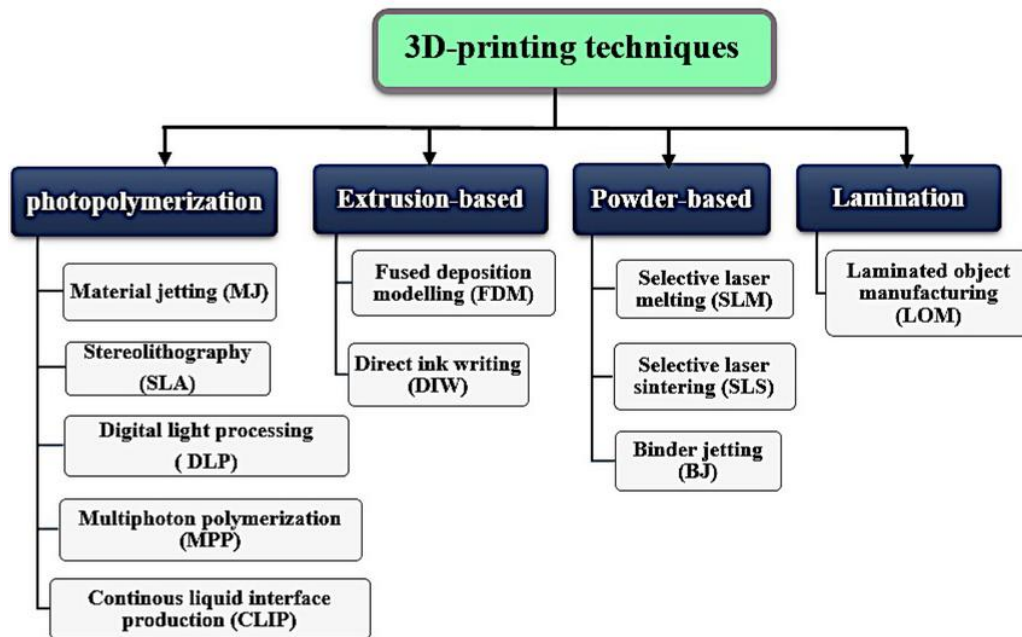 3D-printing techniques
photopolymerization
Extrusion-based
Powder-based
Lamination
Material jetting (MJ)
Stereolithography
(SLA)
Digital light processing
( DLP)
Multiphoton polymerization
(MPP)
Continous liquid interface
production (CLIP)
Fused deposition
modelling (FDM)
Direct ink writing
(DIW)
Selective laser
melting (SLM)
Selective laser
sintering (SLS)
Binder jetting
(BJ)
Laminated object
manufacturing
(LOM)